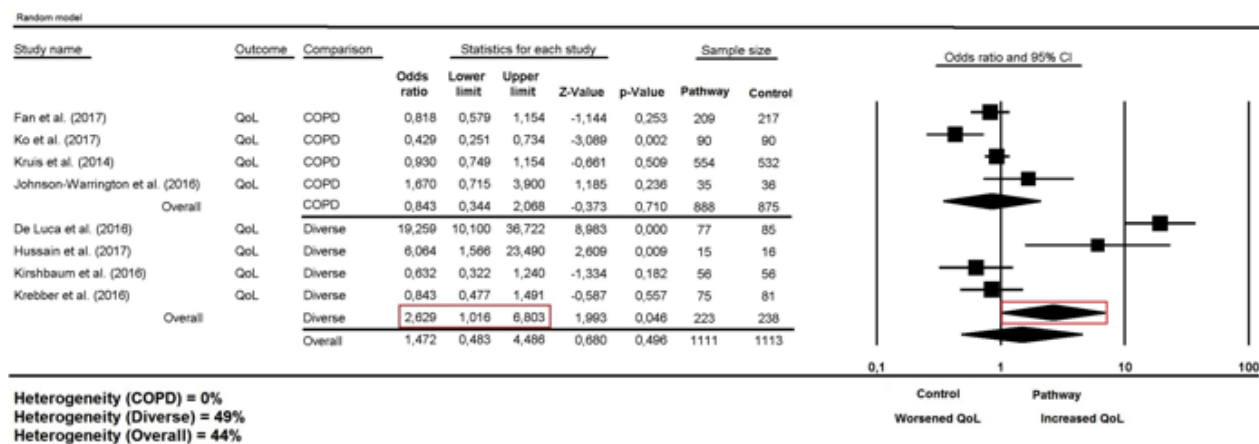 Random model
Study name Outcome Comparison Statistics for each study Sample size Odds ratio and 95% CI
Odds ratio Lower limit Upper limit Z-Value p-Value Pathway Control
Fan et al. (2017) QoL COPD 0,818 0,579 1,154 -1,144 0,253 209 217
Ko et al. (2017) QoL COPD 0,429 0,251 0,734 -3,089 0,002 90 90
Kruis et al. (2014) QoL COPD 0,930 0,749 1,154 -0,661 0,509 554 532
Johnson-Warrington et al. (2016) QoL COPD 1,670 0,715 3,900 1,185 0,236 35 36
Overall COPD 0,843 0,344 2,068 -0,373 0,710 888 875
De Luca et al. (2016) QoL Diverse 19,259 10,100 36,722 8,983 0,000 77 85
Hussain et al. (2017) QoL Diverse 6,064 1,566 23,490 2,609 0,009 15 16
Kirshbaum et al. (2016) QoL Diverse 0,632 0,322 1,240 -1,334 0,182 56 56
Krebber et al. (2016) QoL Diverse 0,843 0,477 1,491 -0,587 0,557 75 81
Overall Diverse 2,629 1,016 6,803 1,993 0,046 223 238
Overall 1,472 0,483 4,486 0,680 0,496 1111 1113
0,1 1 10 100
Control Pathway
Worsened QoL Increased QoL
Heterogeneity (COPD) = 0%
Heterogeneity (Diverse) = 49%
Heterogeneity (Overall) = 44%